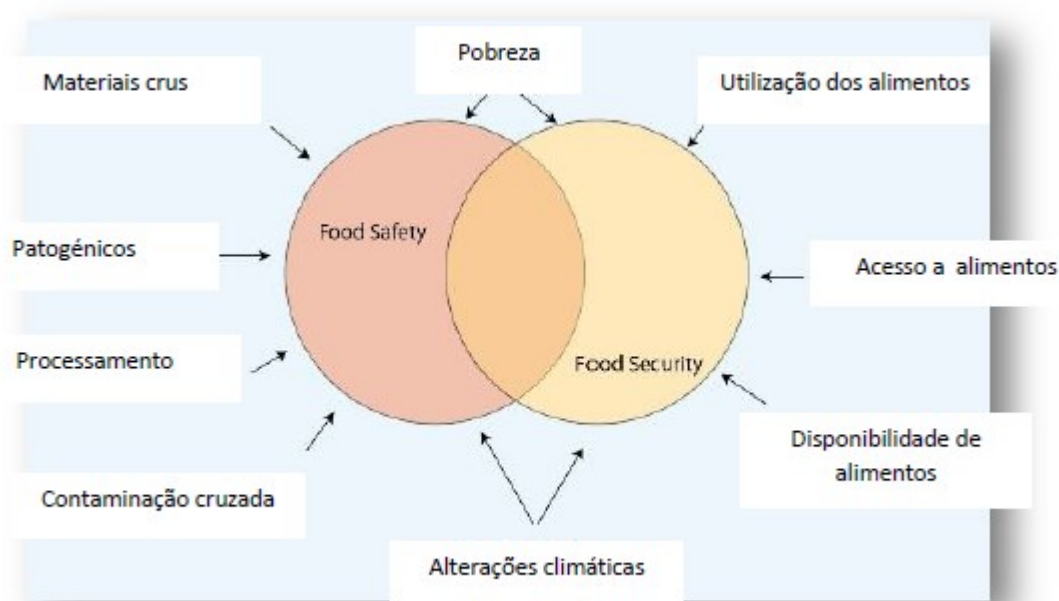 Pobreza
Materiais crus
Utilização dos alimentos
Food Safety
Patogénicos
Acesso a alimentos
Processamento
Food Security
Disponibilidade de
alimentos
Contaminação cruzada
Alterações climáticas